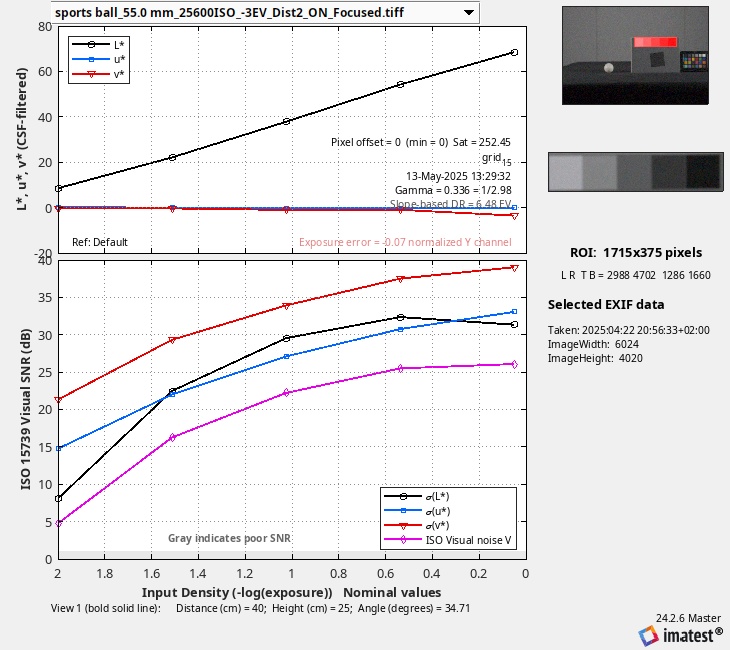 sports ball_55.0 mm_25600ISO_-3EV_Dist2_ON_Focused.tiff
L*, u*, v* (CSF-filtered)
80
60
40
20
0
-20
L*
u*
v*
Pixel offset = 0 (min = 0) Sat = 252.45
grid15
13-May-2025 13:29:32
Gamma = 0.336 = 1/2.98
Slope-based DR = 6.48 EV
Ref: Default
Exposure error = -0.07 normalized Y channel
ISO 15739 Visual SNR (dB)
40
35
30
25
20
15
10
5
0
σ(L*)
σ(u*)
σ(v*)
ISO Visual noise V
Gray indicates poor SNR
2 1.8 1.6 1.4 1.2 1 0.8 0.6 0.4 0.2 0
Input Density (-log(exposure)) Nominal values
View 1 (bold solid line): Distance (cm) = 40; Height (cm) = 25; Angle (degrees) = 34.71
ROI: 1715x375 pixels
L R T B = 2988 4702 1286 1660
Selected EXIF data
Taken: 2025:04:22 20:56:33+02:00
ImageWidth: 6024
ImageHeight: 4020
24.2.6 Master
imatest®